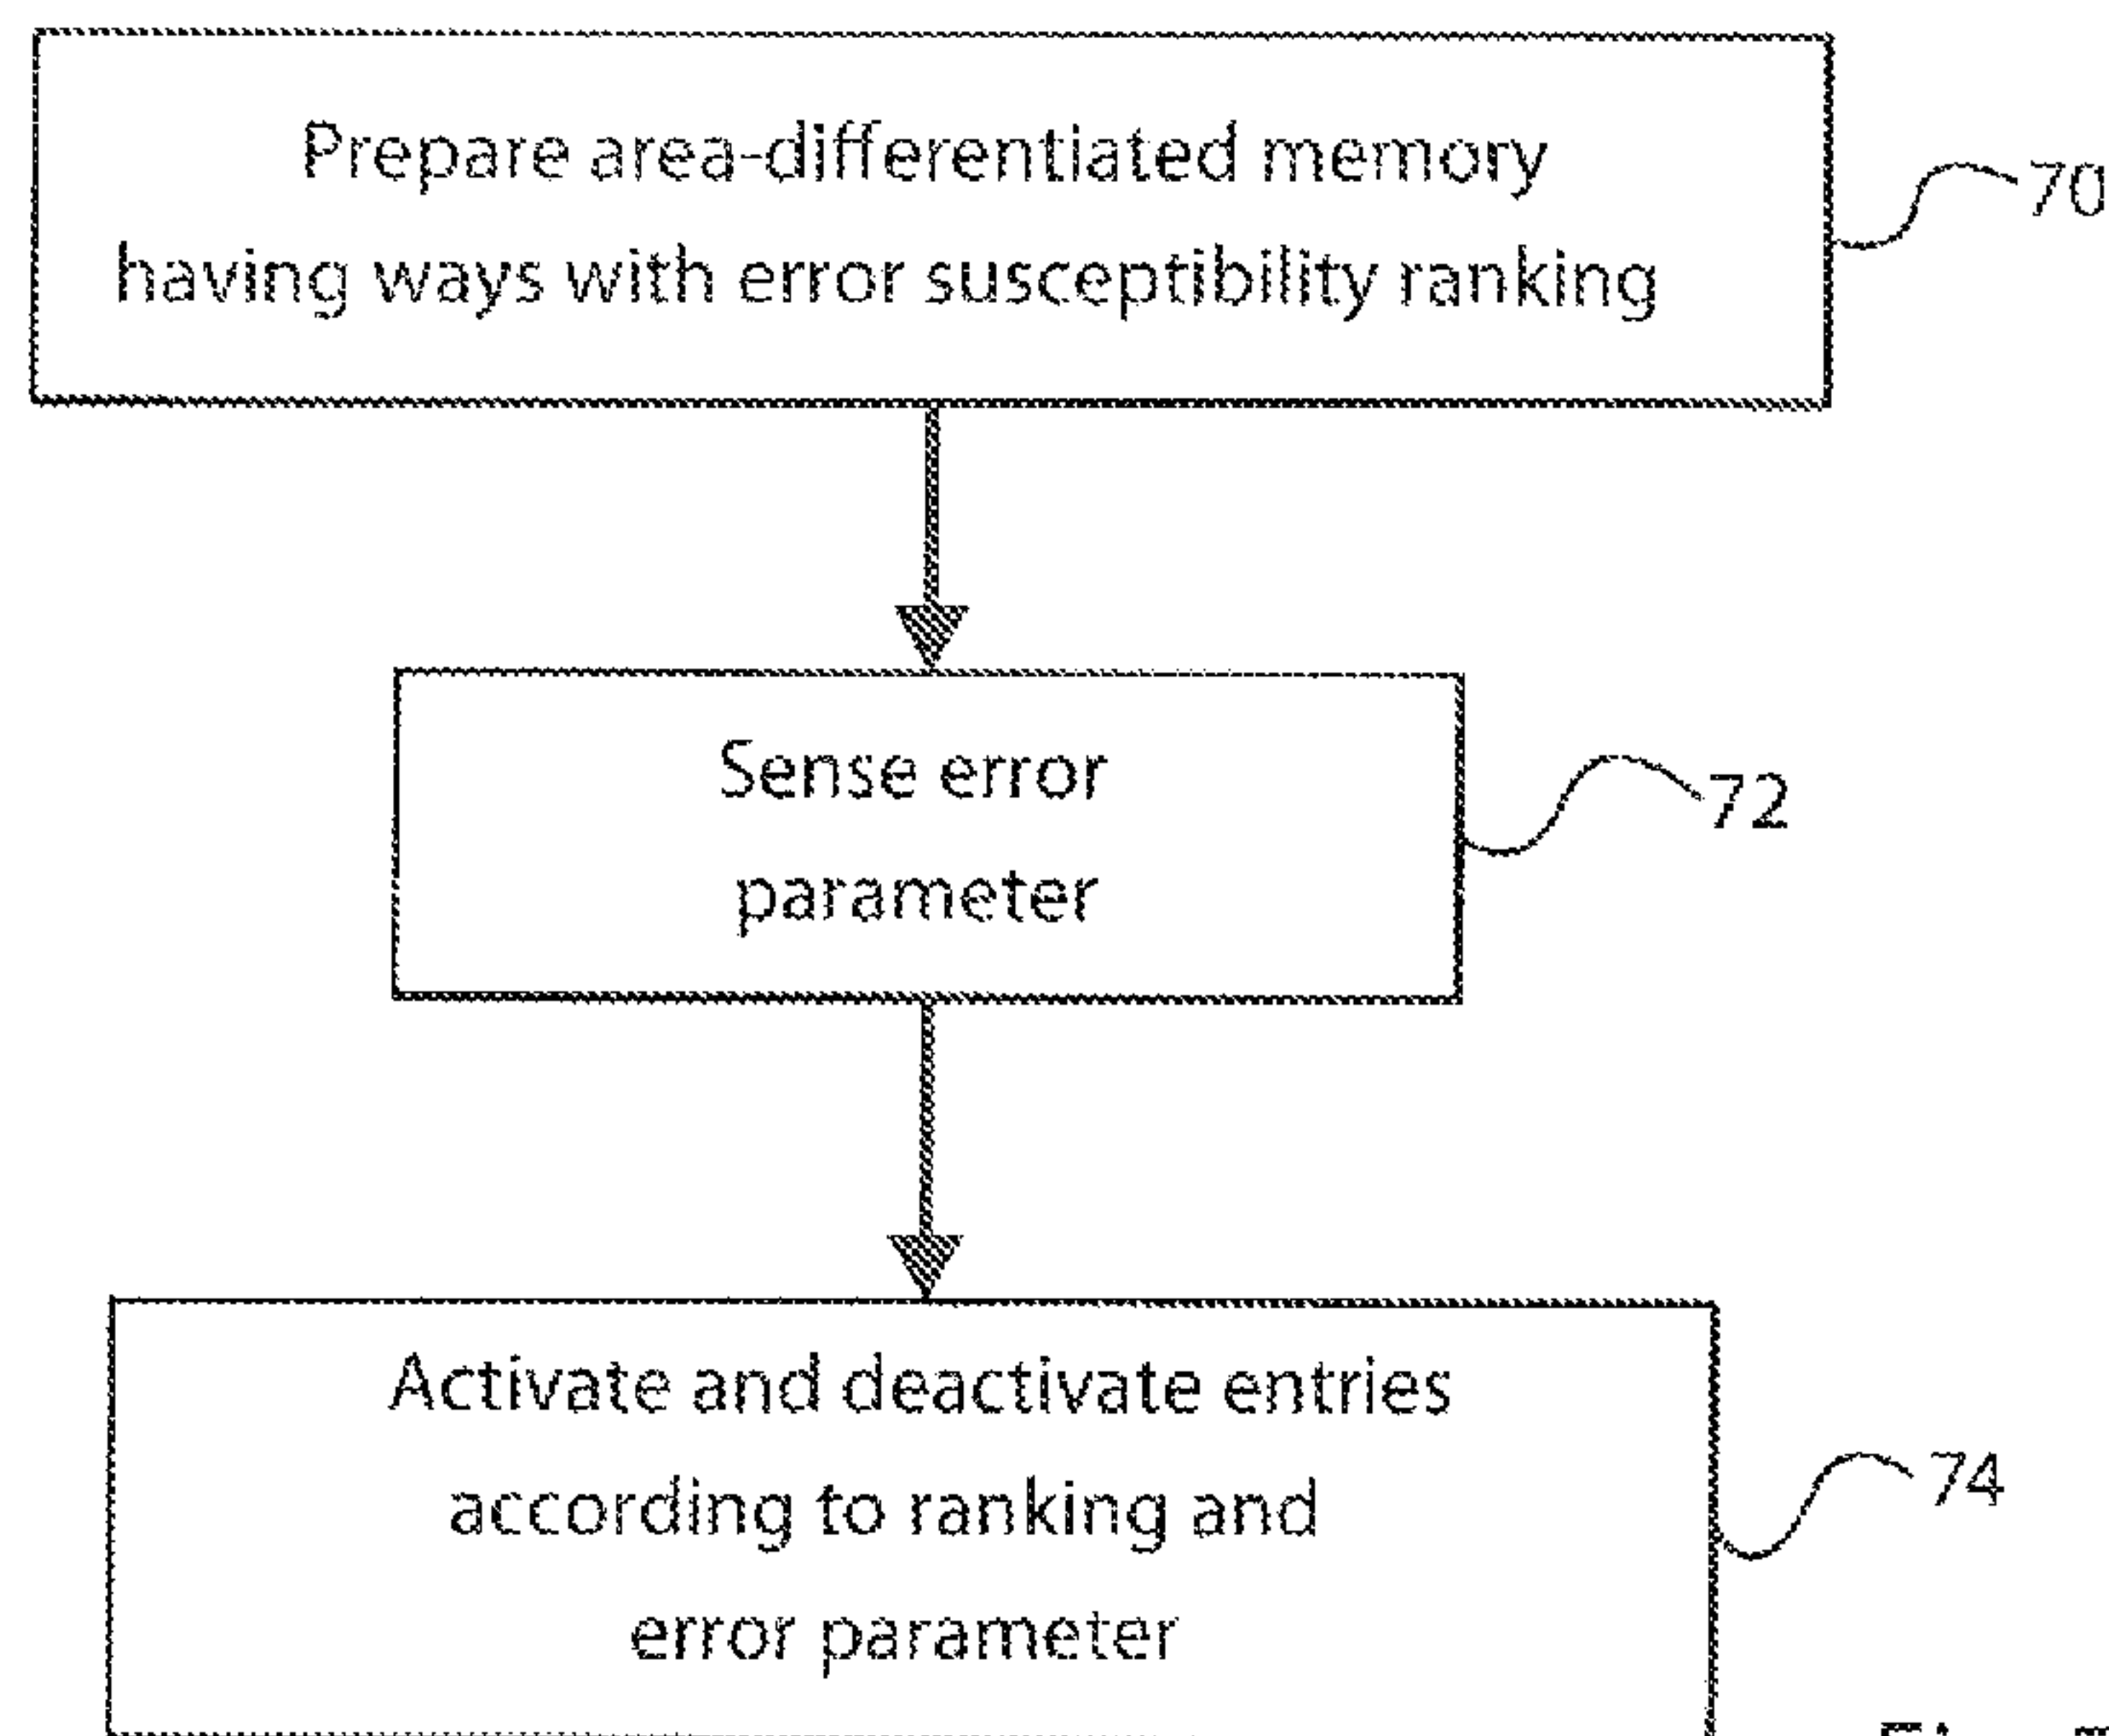 Prepare area-differentiated memory
having ways with error susceptibility ranking
70
Sense error
parameter
72
Activate and deactivate entries
according to ranking and
error parameter
74